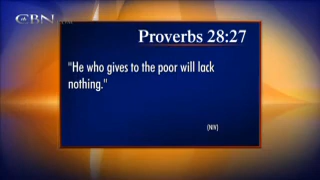 CBN
Proverbs 28:27
"He who gives to the poor will lack
nothing."
(NIV)